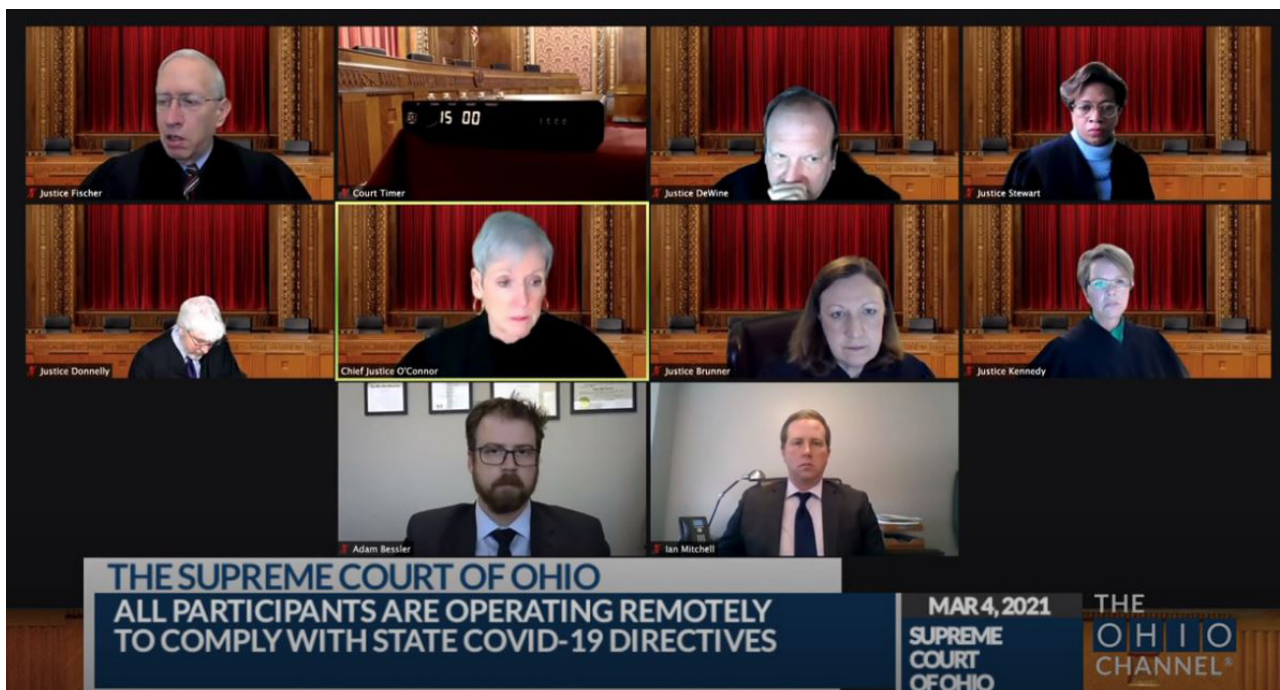 15 00
Justice Fischer
Court Timer
Justice DeWine
Justice Stewart
Justice Donnelly
Chief Justice O'Connor
Justice Brunner
Justice Kennedy
Adam Bessler
Ian Mitchell
THE SUPREME COURT OF OHIO
ALL PARTICIPANTS ARE OPERATING REMOTELY
TO COMPLY WITH STATE COVID-19 DIRECTIVES
MAR 4, 2021
SUPREME
COURT
OF OHIO
THE
OHIO
CHANNEL®